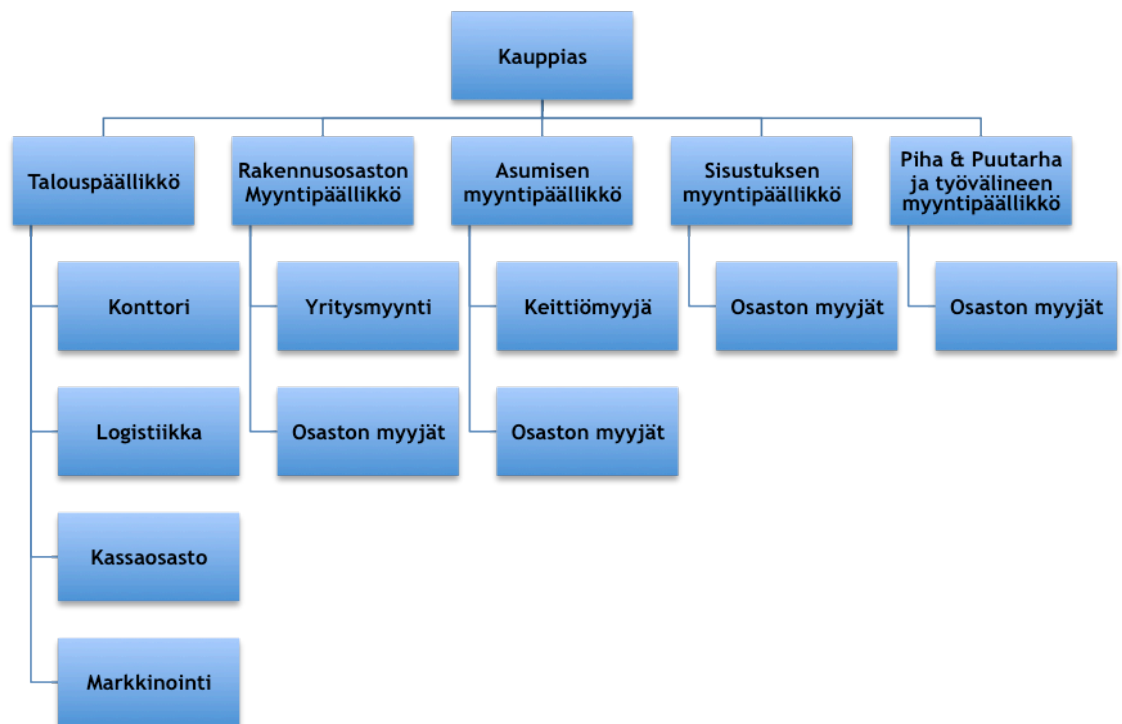 Kauppias
Talouspäällikkö
Rakennusosaston
Myyntipäällikkö
Asumisen
myyntipäällikkö
Sisustuksen
myyntipäällikkö
Piha & Puutarha
ja työvälineen
myyntipäällikkö
Konttori
Yritysmyynti
Keittiömyyjä
Osaston myyjät
Osaston myyjät
Logistiikka
Osaston myyjät
Osaston myyjät
Kassaosasto
Markkinointi